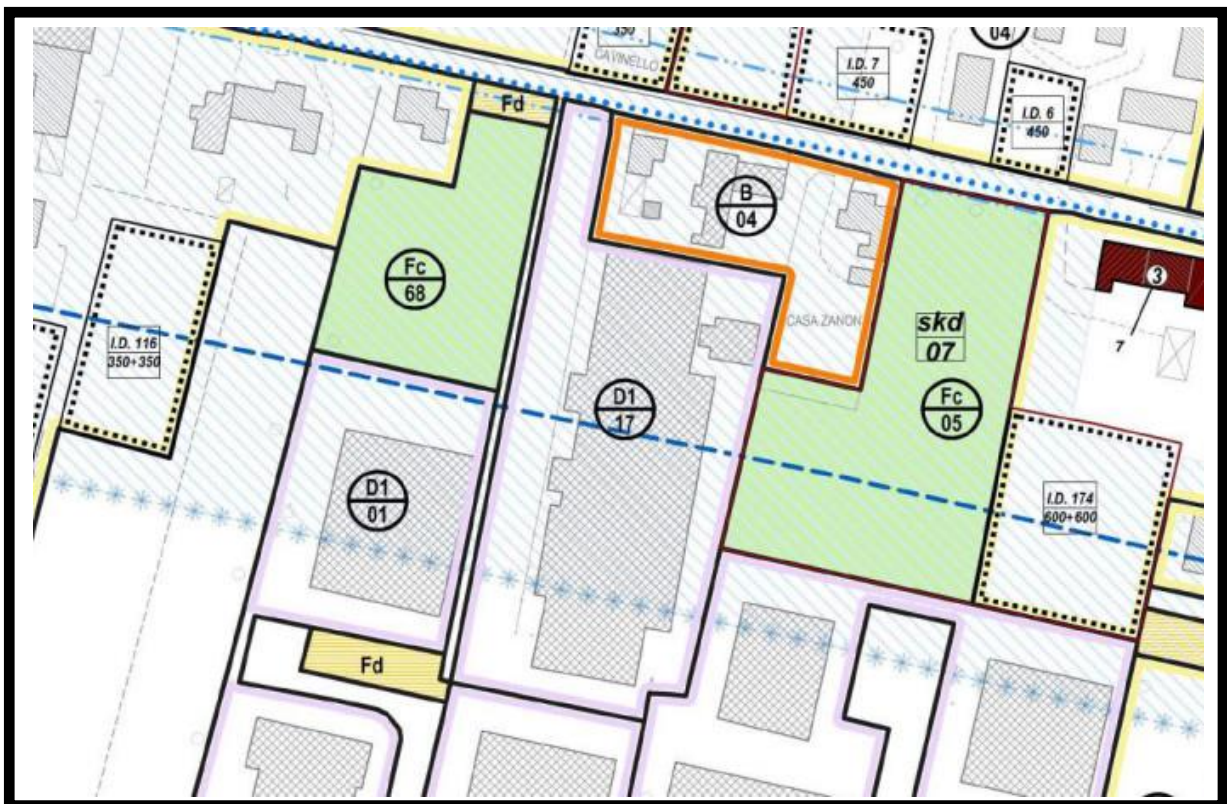 350
CAVINELLO
I.D. 7
450
04
I.D. 6
450
Fd
B
04
Fc
68
3
7
I.D. 116
350+350
CASA ZANON
skd
07
D1
17
Fc
05
D1
01
I.D. 174
600+600
Fd